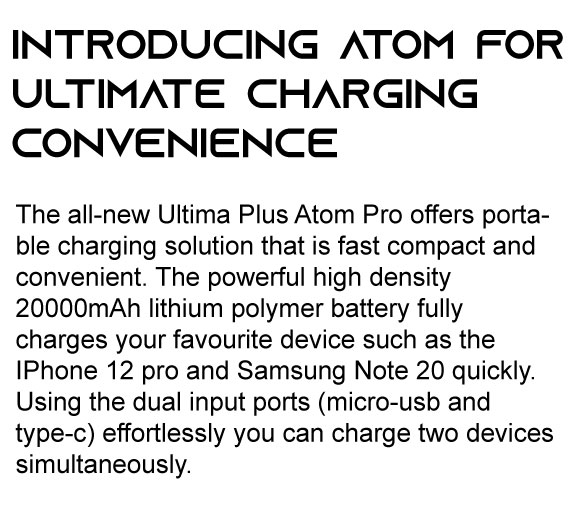 INTRODUCING ATOM FOR
ULTIMATE CHARGING
CONVENIENCE
The all-new Ultima Plus Atom Pro offers porta-
ble charging solution that is fast compact and
convenient. The powerful high density
20000mAh lithium polymer battery fully
charges your favourite device such as the
IPhone 12 pro and Samsung Note 20 quickly.
Using the dual input ports (micro-usb and
type-c) effortlessly you can charge two devices
simultaneously.